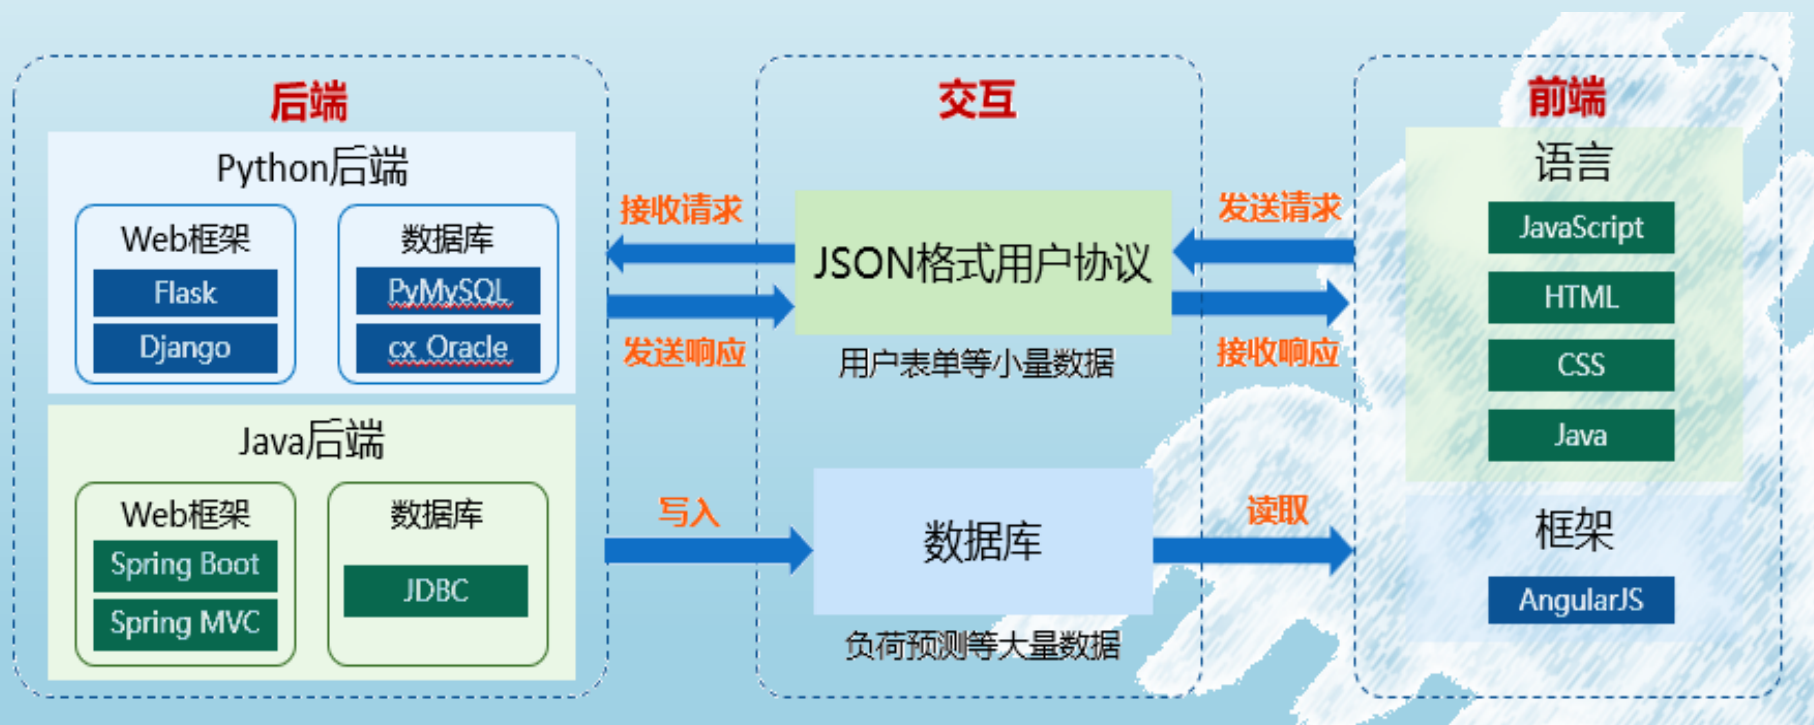 后端
Python后端
Web框架
Flask
Django
数据库
PyMySQL
cx_Oracle
Java后端
Web框架
Spring Boot
Spring MVC
数据库
JDBC
接收请求
发送响应
写入
交互
JSON格式用户协议
用户表单等小量数据
数据库
负荷预测等大量数据
发送请求
接收响应
读取
前端
语言
JavaScript
HTML
CSS
Java
框架
AngularJS